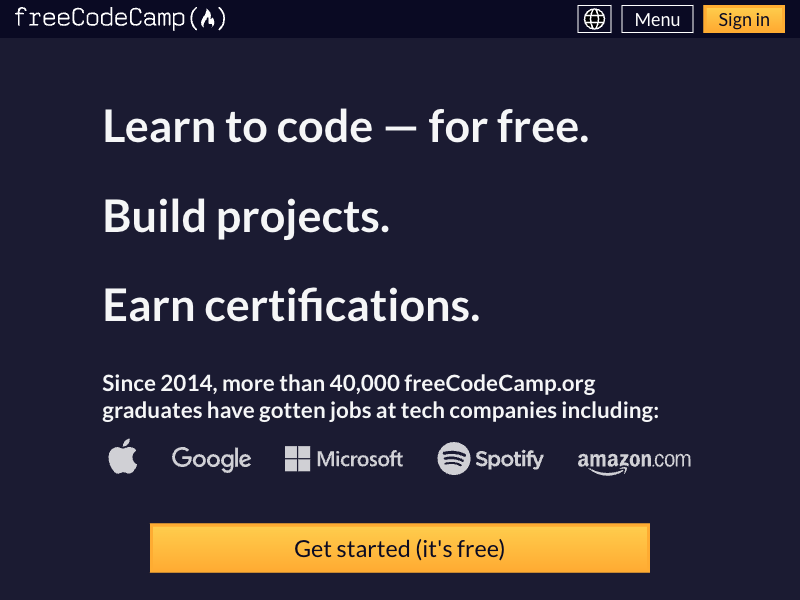 freeCodeCamp(🔥)
Menu
Sign in
Learn to code — for free.
Build projects.
Earn certifications.
Since 2014, more than 40,000 freeCodeCamp.org
graduates have gotten jobs at tech companies including:
Google
Microsoft
Spotify
amazon.com
Get started (it's free)